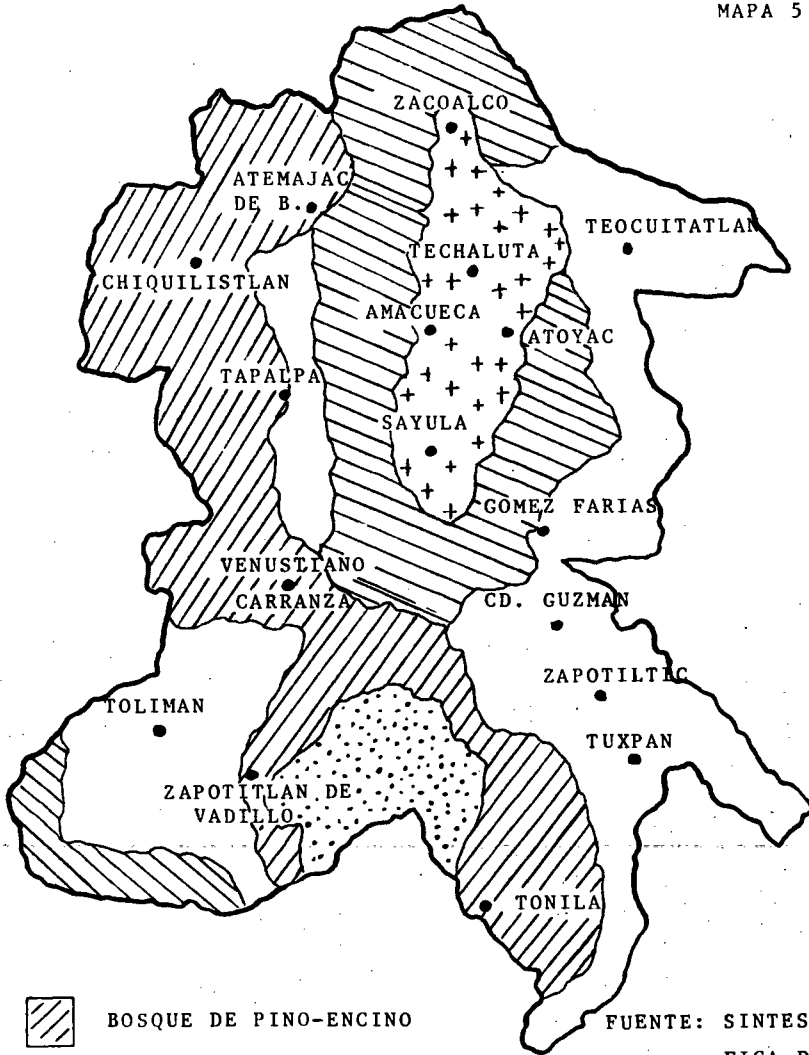 MAPA 5
ZACOALCO
ATEMAJAC
DE B.
TEOCUITATLAN
TECHALUTA
CHIQUILISTLAN
AMACUECA
ATOYAC
TAPALPA
SAYULA
GOMEZ FARIAS
VENUSTIANO
CARRANZA
CD. GUZMAN
ZAPOTILTIC
TOLIMAN
TUXPAN
ZAPOTITLAN DE
VADILLO
TONILA
BOSQUE DE PINO-ENCINO
FUENTE: SINTES